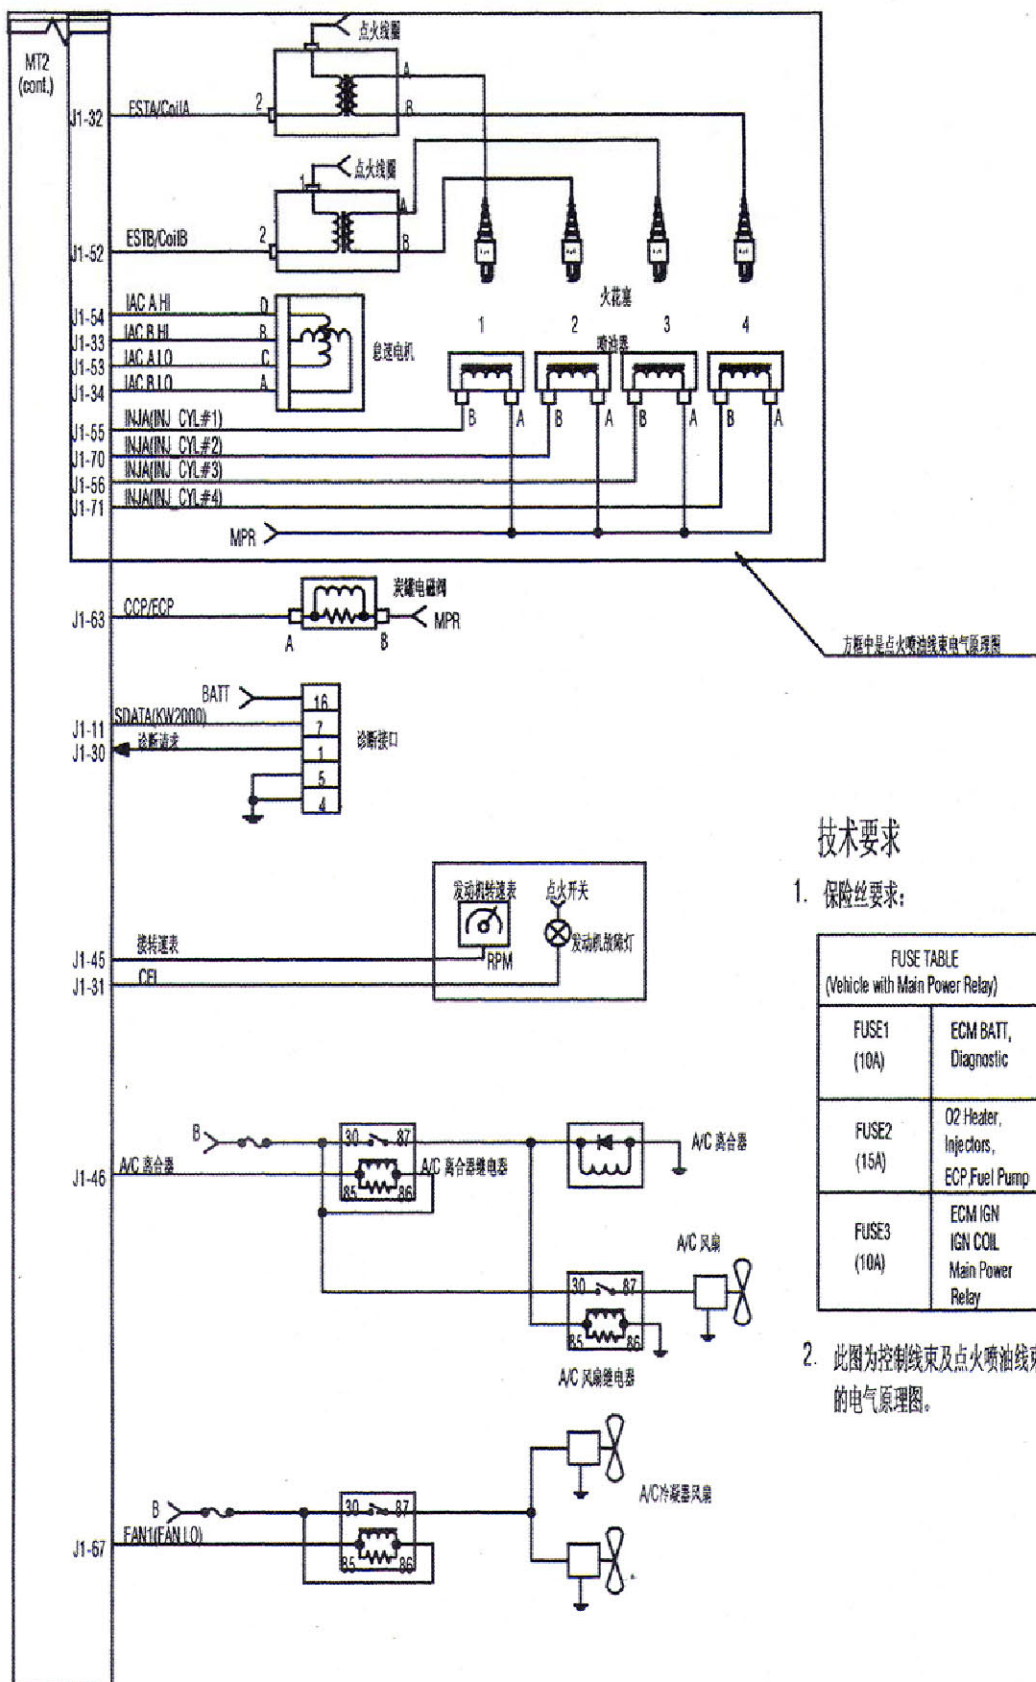 MT2
(cont.)
点火线圈
A
B
J1-32
ESTA/CoilA
2
点火线圈
1
A
B
J1-52
ESTB/CoilB
2
火花塞
1
2
3
4
喷油器
J1-54
IAC A HI
D
J1-33
IAC B HI
B
J1-53
IAC A LO
C
J1-34
IAC B LO
A
怠速电机
B
A
B
A
B
A
B
A
J1-55
INJA(INJ CYL#1)
J1-70
INJA(INJ CYL#2)
J1-56
INJA(INJ CYL#3)
J1-71
INJA(INJ CYL#4)
MPR
炭罐电磁阀
J1-63
CCP/ECP
A
B
MPR
方框中是点火喷油线束电气原理图
BATT
16
J1-11
SDATA(KW2000)
7
J1-30
诊断请求
1
5
4
诊断接口
发动机转速表
点火开关
发动机故障灯
J1-45
接转速表
RPM
J1-31
CEL
技术要求
1. 保险丝要求:
FUSE TABLE
(Vehicle with Main Power Relay)
FUSE1
(10A)
ECM BATT,
Diagnostic
FUSE2
(15A)
O2 Heater,
Injectors,
ECP,Fuel Pump
FUSE3
(10A)
ECM IGN
IGN COIL
Main Power
Relay
2. 此图为控制线束及点火喷油线束
的电气原理图。
B
30
87
J1-46
A/C 离合器
85
86
A/C 离合器继电器
A/C 离合器
A/C 风扇
30
87
85
86
A/C 风扇继电器
A/C冷凝器风扇
B
30
87
J1-67
FAN1(FAN LO)
85
86